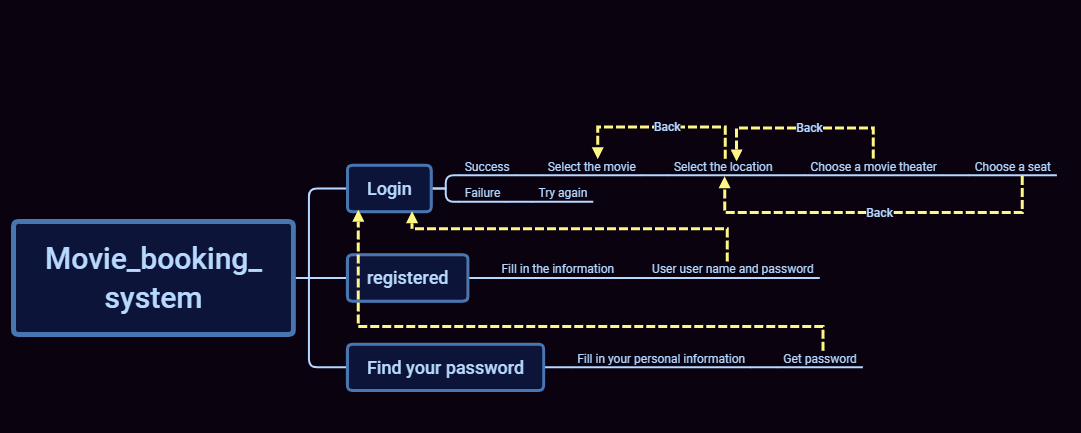 Back
Back
Success
Select the movie
Select the location
Choose a movie theater
Choose a seat
Login
Failure
Try again
Back
Movie_booking_
system
registered
Fill in the information
User user name and password
Find your password
Fill in your personal information
Get password